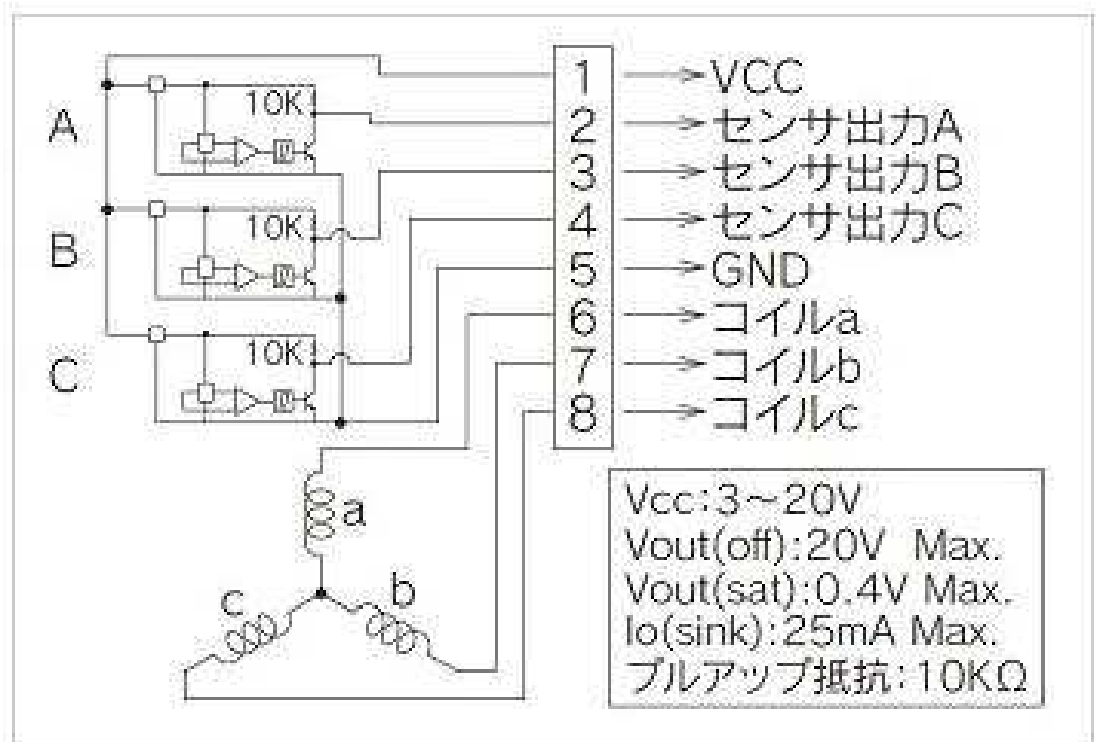 A
10K
B
10K
C
10K
1 VCC
2 センサ出力A
3 センサ出力B
4 センサ出力C
5 GND
6 コイルa
7 コイルb
8 コイルc
a
b
c
Vcc:3～20V
Vout(off):20V Max.
Vout(sat):0.4V Max.
Io(sink):25mA Max.
プルアップ抵抗:10KΩ